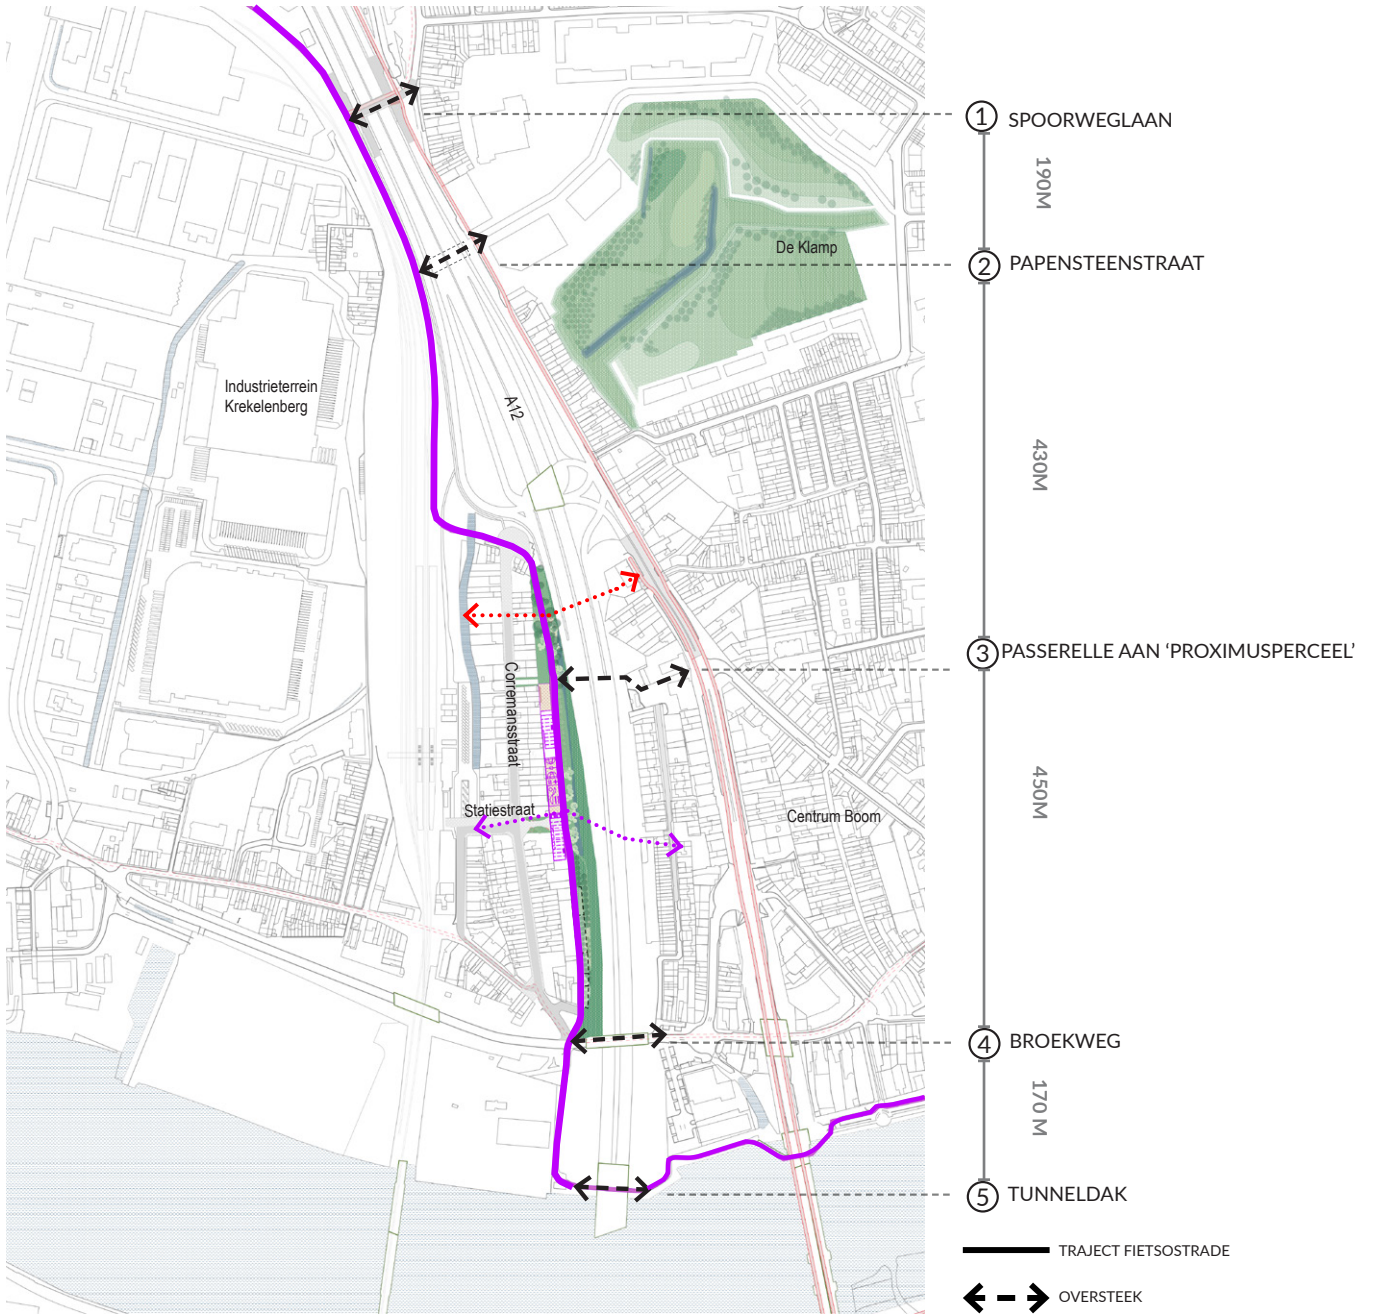 De Klamp
Industrieterrein
Krekelenberg
A12
Corremansstraat
Statiestraat
Centrum Boom
1 SPOORWEGLAAN
190M
2 PAPENSTEENSTRAAT
430M
3 PASSERELLE AAN ‘PROXIMUSPERCEEL’
450M
4 BROEKWEG
170 M
5 TUNNELDAK
TRAJECT FIETSOSTRADE
OVERSTEEK